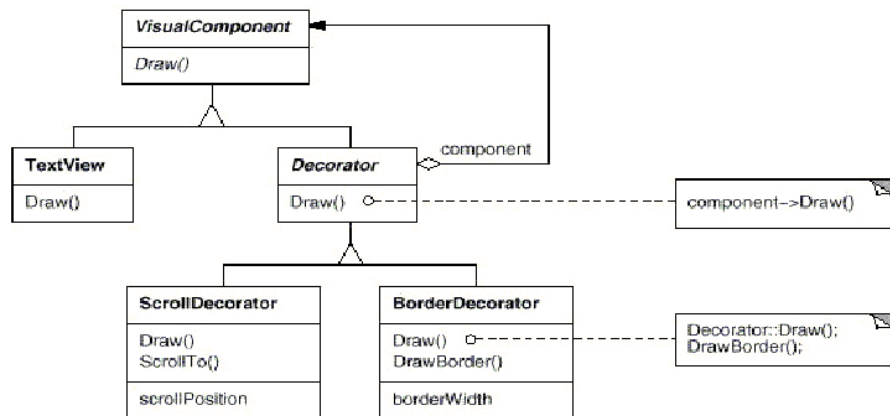 VisualComponent
Draw()
component
TextView
Draw()
Decorator
Draw()
component->Draw()
ScrollDecorator
Draw()
ScrollTo()
scrollPosition
BorderDecorator
Draw()
DrawBorder()
borderWidth
Decorator::Draw();
DrawBorder();